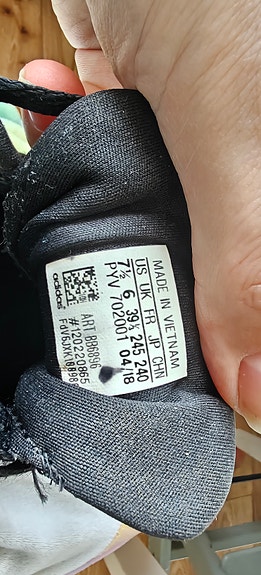 MADE IN VIETNAM
US UK FR JP CHN
7½ 6 39⅓ 245 240
PYV 702001 04/18
ART BB6896
#120220865
adidas